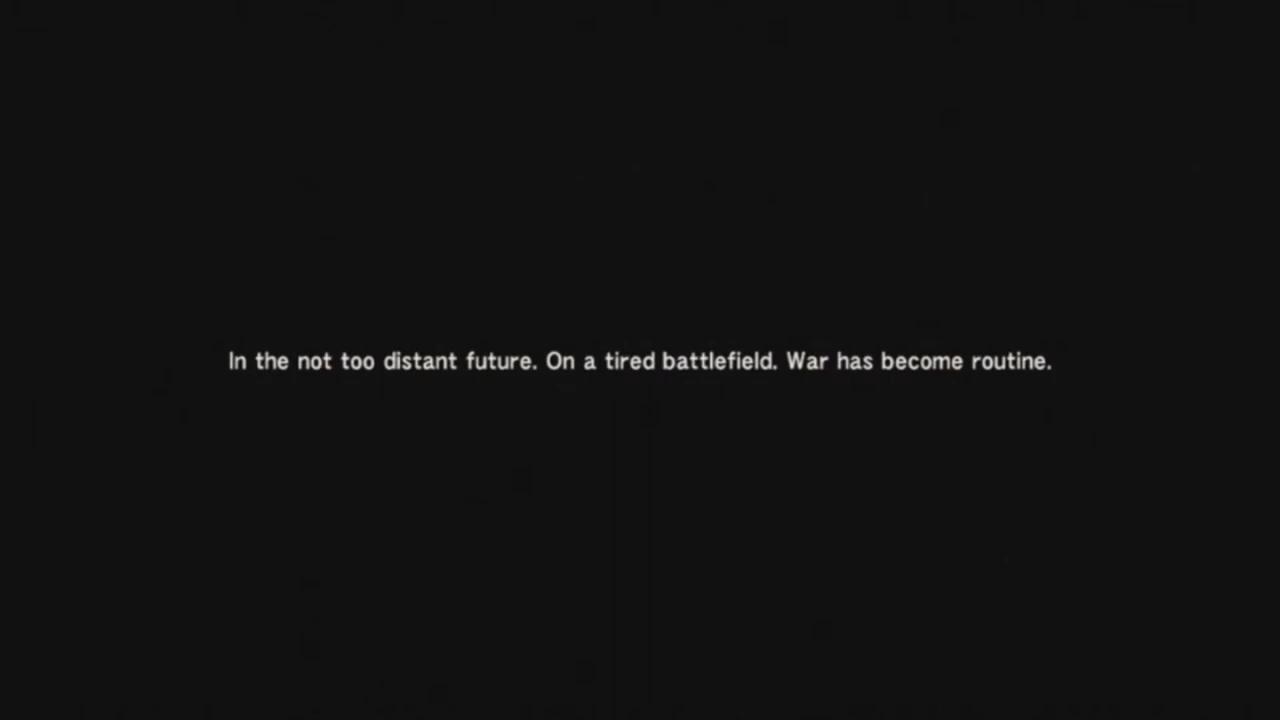 In the not too distant future. On a tired battlefield. War has become routine.